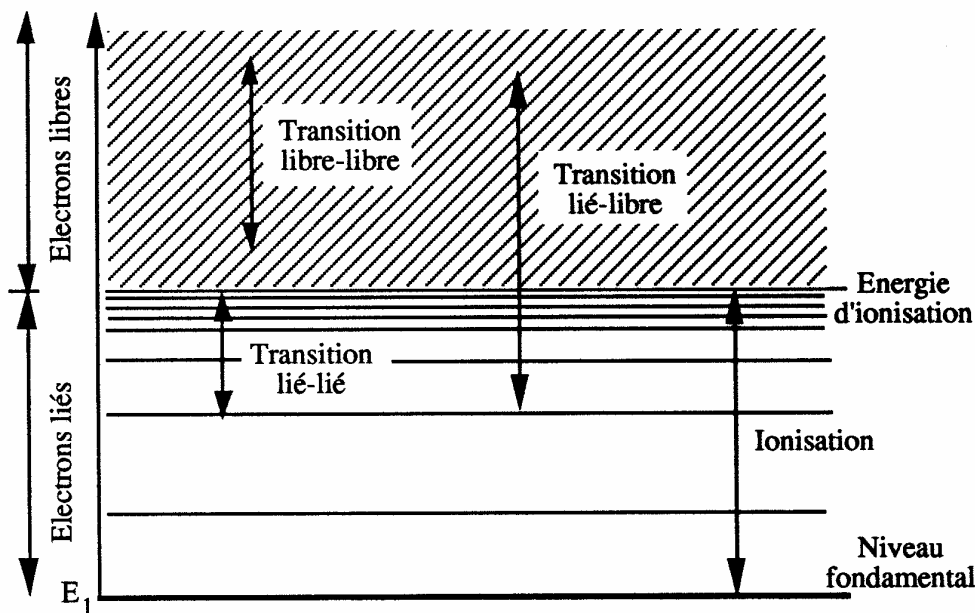 Electrons libres
Transition
libre-libre
Transition
lié-libre
Energie
d'ionisation
Transition
lié-lié
Electrons liés
Ionisation
Niveau
fondamental
E1